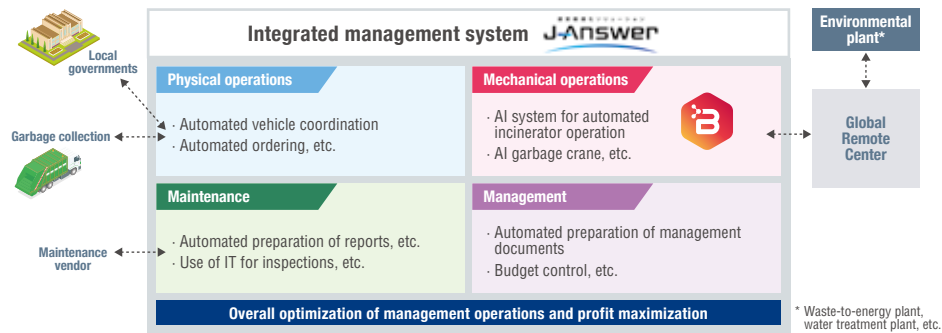 Integrated management system J-Answer
Local
governments
Garbage collection
Maintenance
vendor
Physical operations
· Automated vehicle coordination
· Automated ordering, etc.
Mechanical operations
· AI system for automated
incinerator operation
· AI garbage crane, etc.
B
Maintenance
· Automated preparation of reports, etc.
· Use of IT for inspections, etc.
Management
· Automated preparation of management
documents
· Budget control, etc.
Overall optimization of management operations and profit maximization
Environmental
plant*
Global
Remote
Center
* Waste-to-energy plant,
water treatment plant, etc.